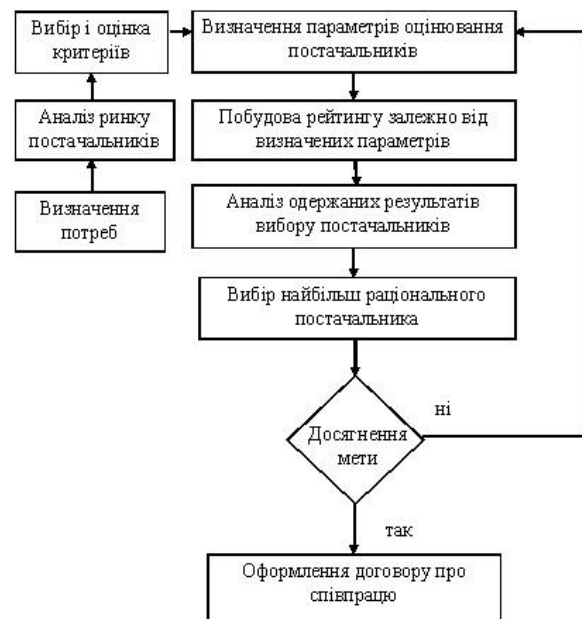 Вибір і оцінка
критеріїв
Визначення параметрів оцінювання
постачальників
Аналіз ринку
постачальників
Побудова рейтингу залежно від
визначених параметрів
Визначення
потреб
Аналіз одержаних результатів
вибору постачальників
Вибір найбільш раціонального
постачальника
Досягнення
мети
ні
так
Оформлення договору про
співпрацю